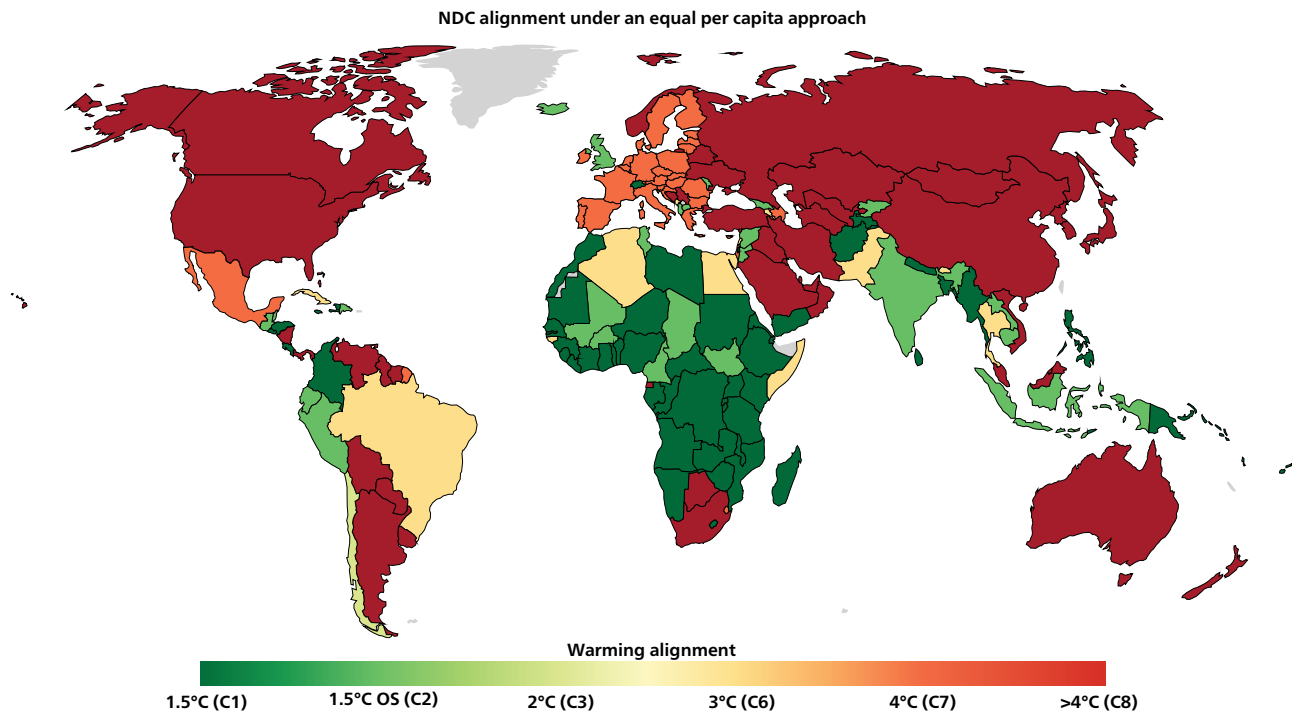 NDC alignment under an equal per capita approach
Warming alignment
1.5°C (C1) 1.5°C OS (C2) 2°C (C3) 3°C (C6) 4°C (C7) >4°C (C8)